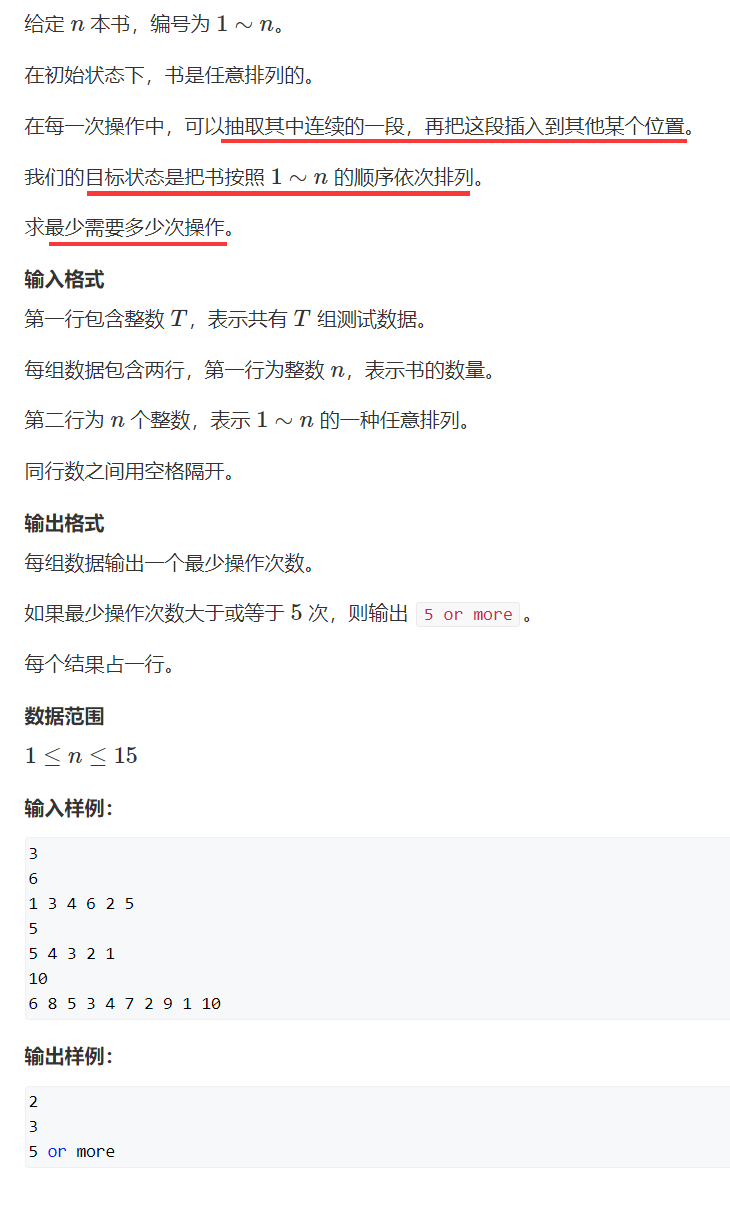 给定 n 本书，编号为 1 ∼ n。
在初始状态下，书是任意排列的。
在每一次操作中，可以抽取其中连续的一段，再把这段插入到其他某个位置。
我们的目标状态是把书按照 1 ∼ n 的顺序依次排列。
求最少需要多少次操作。
输入格式
第一行包含整数 T，表示共有 T 组测试数据。
每组数据包含两行，第一行为整数 n，表示书的数量。
第二行为 n 个整数，表示 1 ∼ n 的一种任意排列。
同行数之间用空格隔开。
输出格式
每组数据输出一个最少操作次数。
如果最少操作次数大于或等于 5 次，则输出 5 or more 。
每个结果占一行。
数据范围
1 ≤ n ≤ 15
输入样例：
3
6
1 3 4 6 2 5
5
5 4 3 2 1
10
6 8 5 3 4 7 2 9 1 10
输出样例：
2
3
5 or more